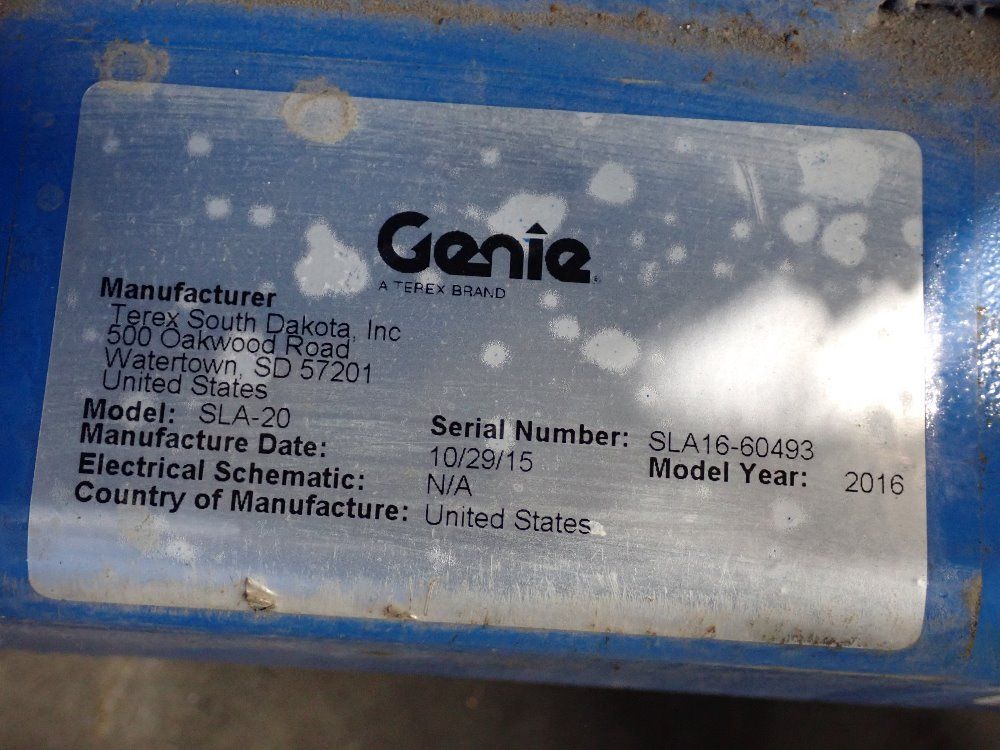 Genie
A TEREX BRAND
Manufacturer
Terex South Dakota, Inc
500 Oakwood Road
Watertown, SD 57201
United States
Model: SLA-20 Serial Number: SLA16-60493
Manufacture Date: 10/29/15 Model Year: 2016
Electrical Schematic: N/A
Country of Manufacture: United States